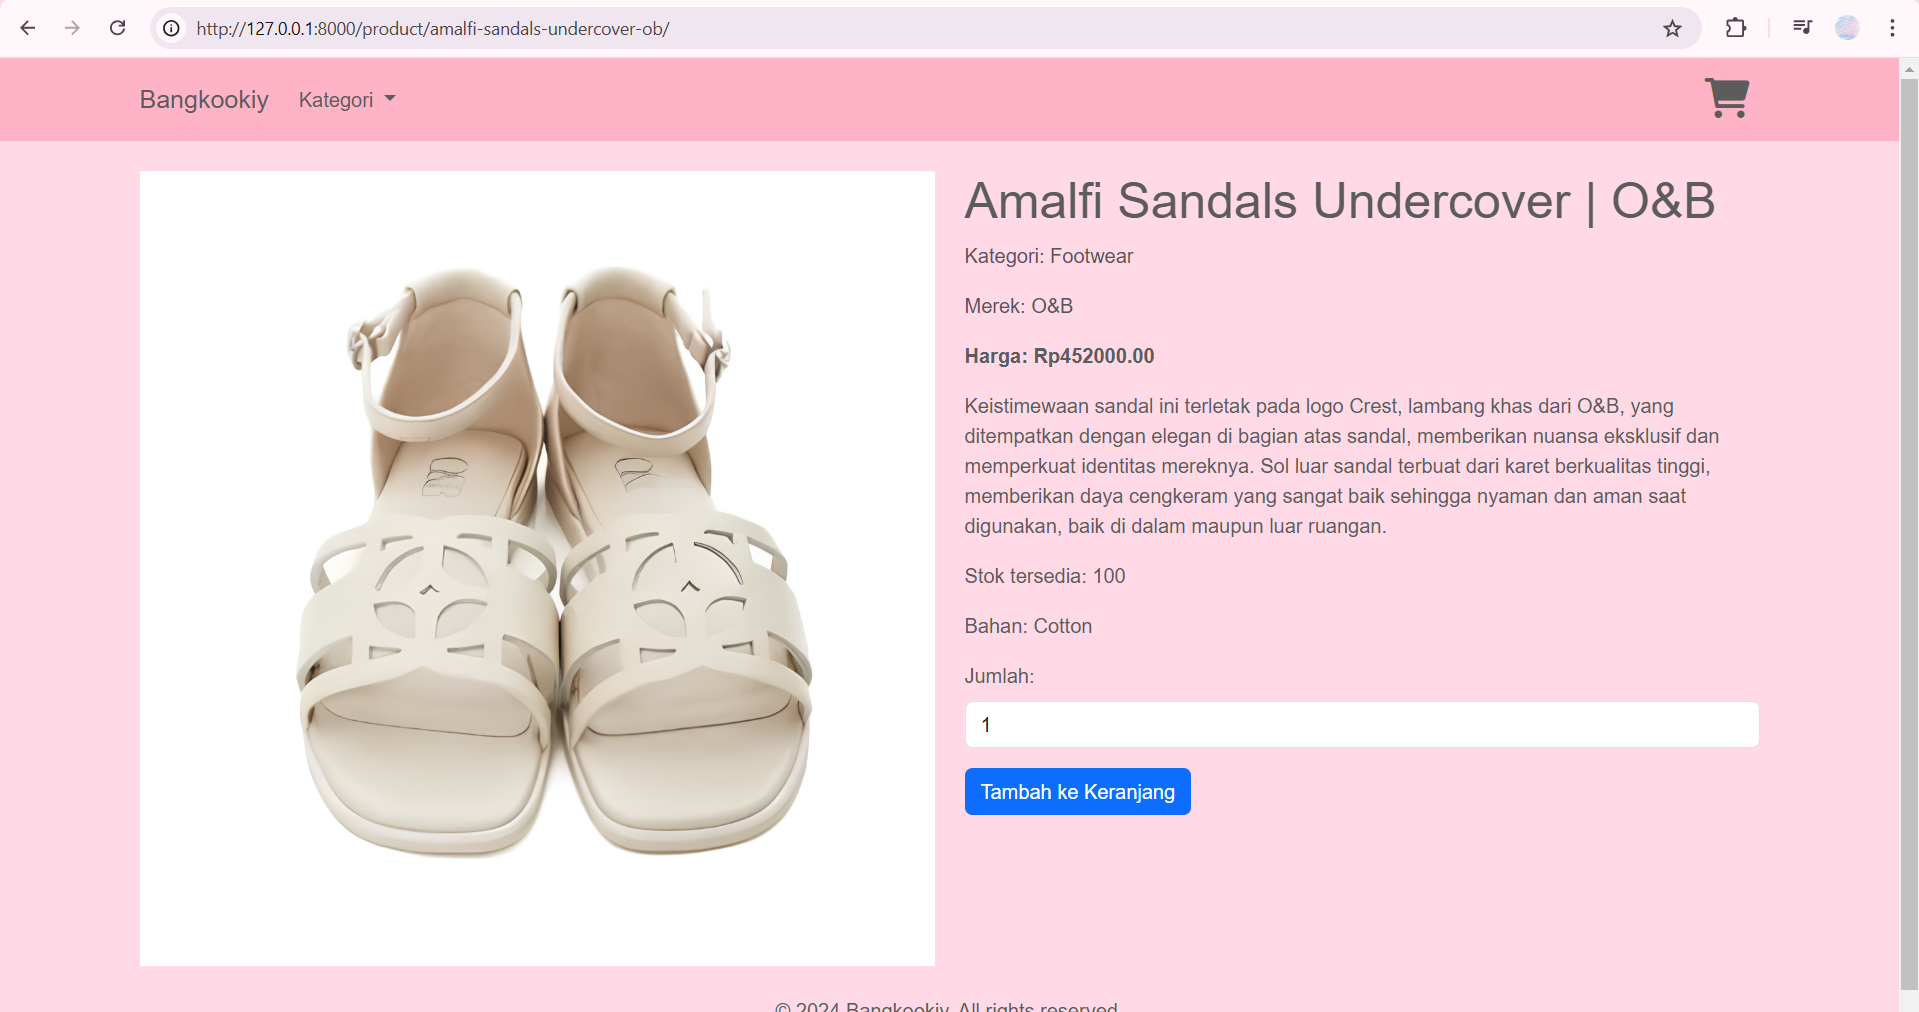 http://127.0.0.1:8000/product/amalfi-sandals-undercover-ob/
Bangkookiy
Kategori
Amalfi Sandals Undercover | O&B
Kategori: Footwear
Merek: O&B
Harga: Rp452000.00
Keistimewaan sandal ini terletak pada logo Crest, lambang khas dari O&B, yang
ditempatkan dengan elegan di bagian atas sandal, memberikan nuansa eksklusif dan
memperkuat identitas mereknya. Sol luar sandal terbuat dari karet berkualitas tinggi,
memberikan daya cengkeram yang sangat baik sehingga nyaman dan aman saat
digunakan, baik di dalam maupun luar ruangan.
Stok tersedia: 100
Bahan: Cotton
Jumlah:
1
Tambah ke Keranjang
© 2024 Bangkookiy. All rights reserved.